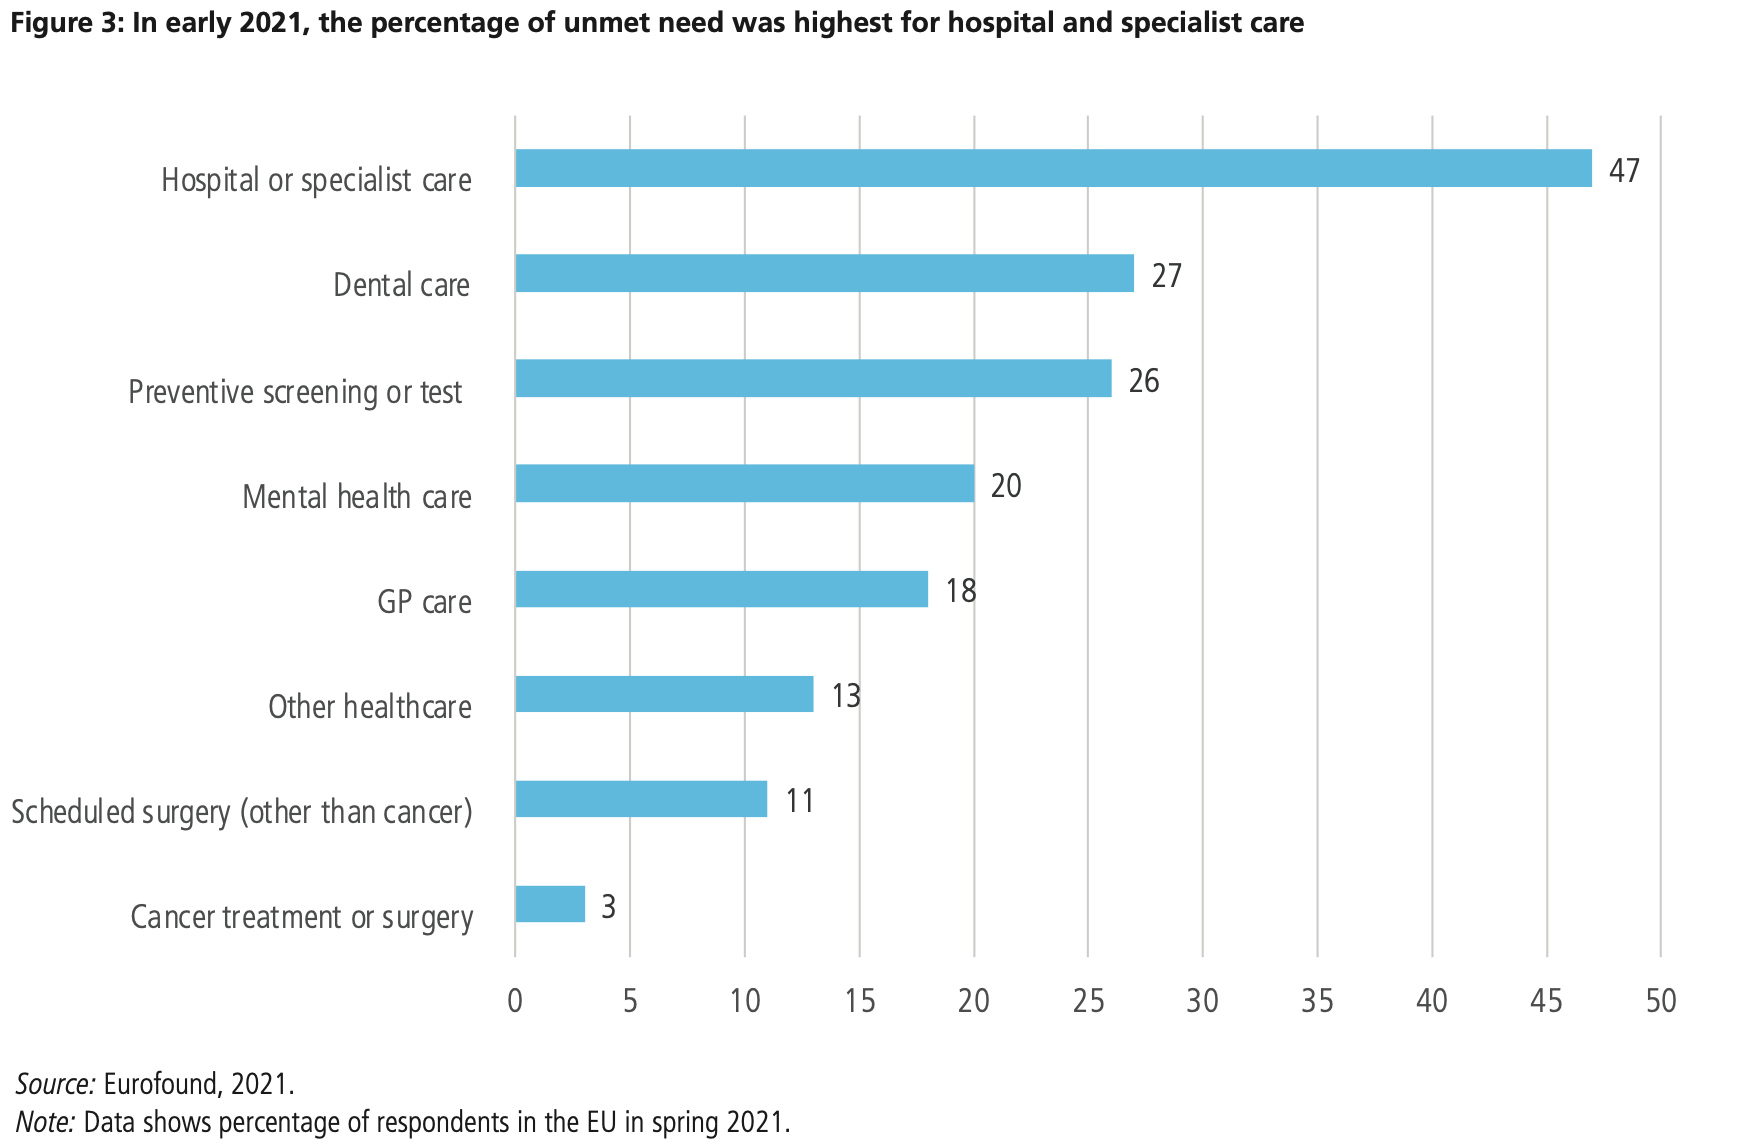 Figure 3: In early 2021, the percentage of unmet need was highest for hospital and specialist care
Hospital or specialist care 47
Dental care 27
Preventive screening or test 26
Mental health care 20
GP care 18
Other healthcare 13
Scheduled surgery (other than cancer) 11
Cancer treatment or surgery 3
0 5 10 15 20 25 30 35 40 45 50
Source: Eurofound, 2021.
Note: Data shows percentage of respondents in the EU in spring 2021.